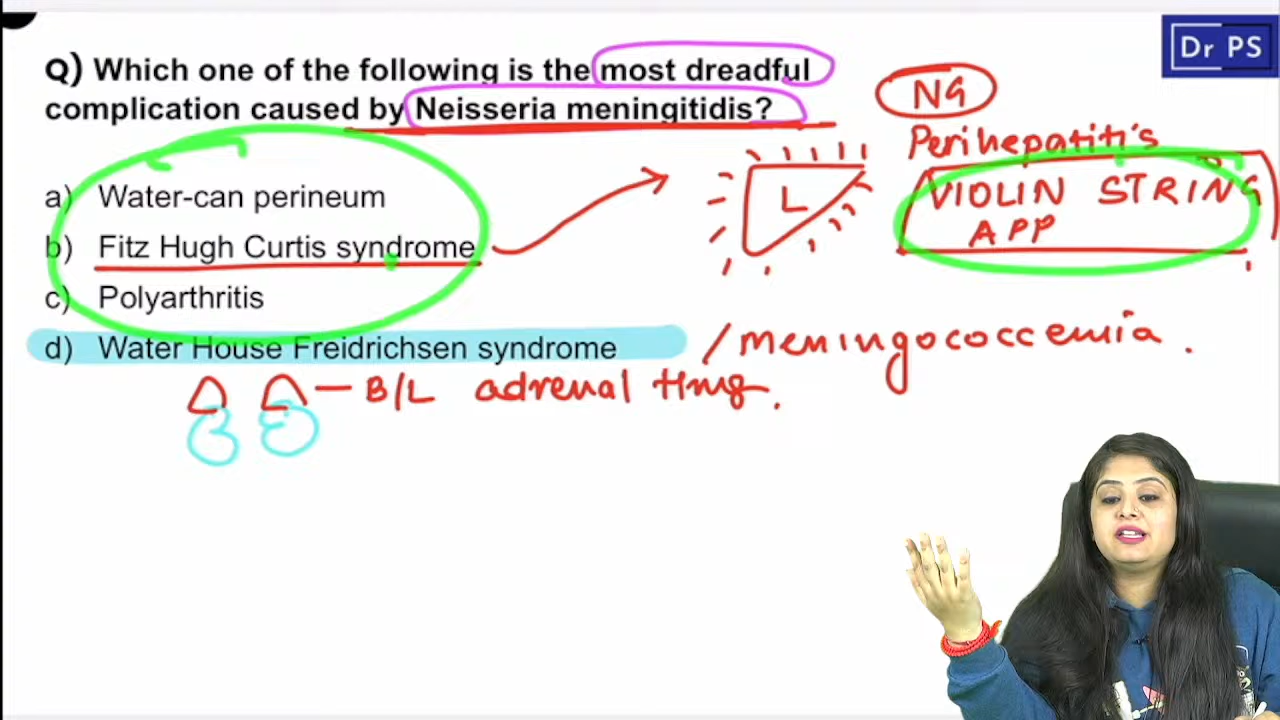 Dr PS
Q) Which one of the following is the most dreadful
complication caused by Neisseria meningitidis?
a) Water-can perineum
b) Fitz Hugh Curtis syndrome
c) Polyarthritis
d) Water House Freidrichsen syndrome
NG
Perihepatitis
L
VIOLIN STRING
APP
/meningococcemia.
— B/L adrenal Hmg.